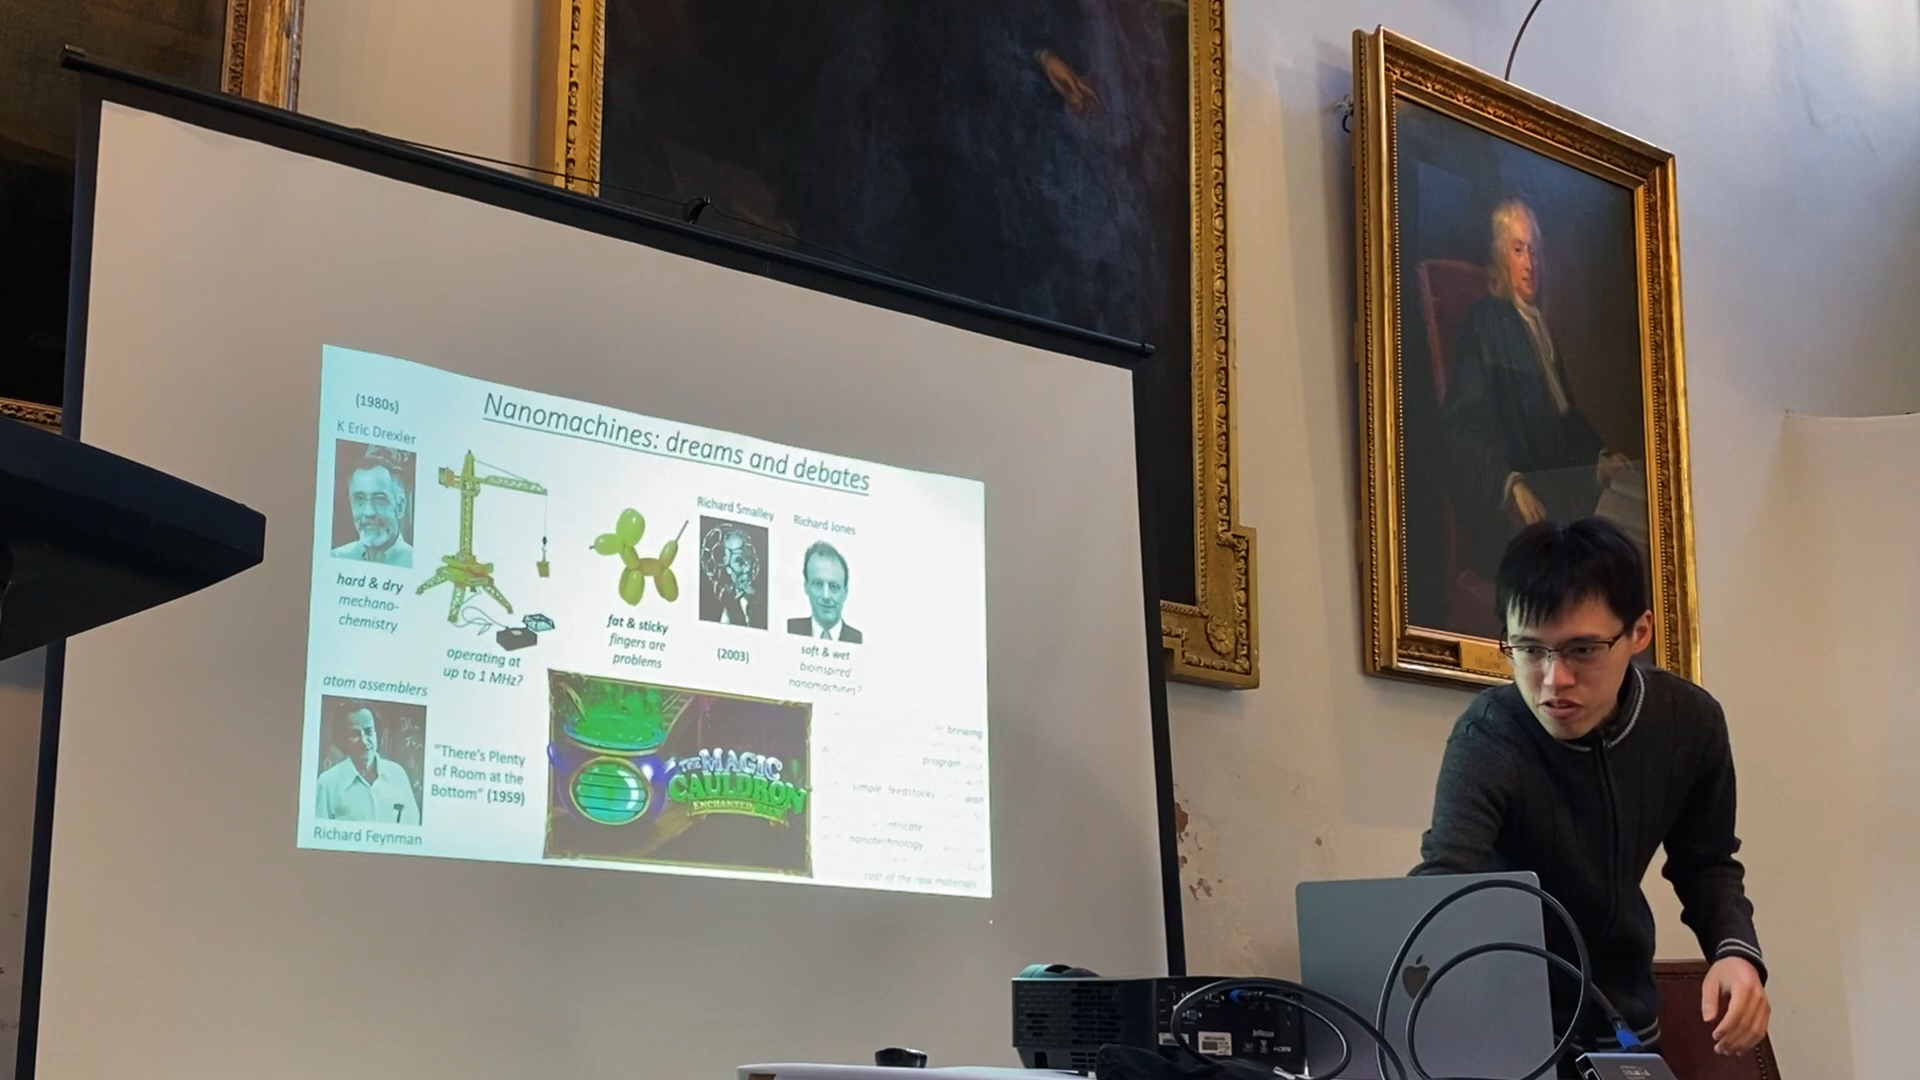 Nanomachines: dreams and debates
(1980s)
K Eric Drexler
hard & dry
mechano-
chemistry
operating at
up to 1 MHz?
fat & sticky
fingers are
problems
Richard Smalley
(2003)
Richard Jones
soft & wet
bioinspired
nanomachines?
atom assemblers
Richard Feynman
"There's Plenty
of Room at the
Bottom" (1959)
THE MAGIC
CAULDRON
ENCHANTED
brewing
program
simple feedstocks
intricate
nanotechnology
cost of the raw materials
InFocus
HDMI